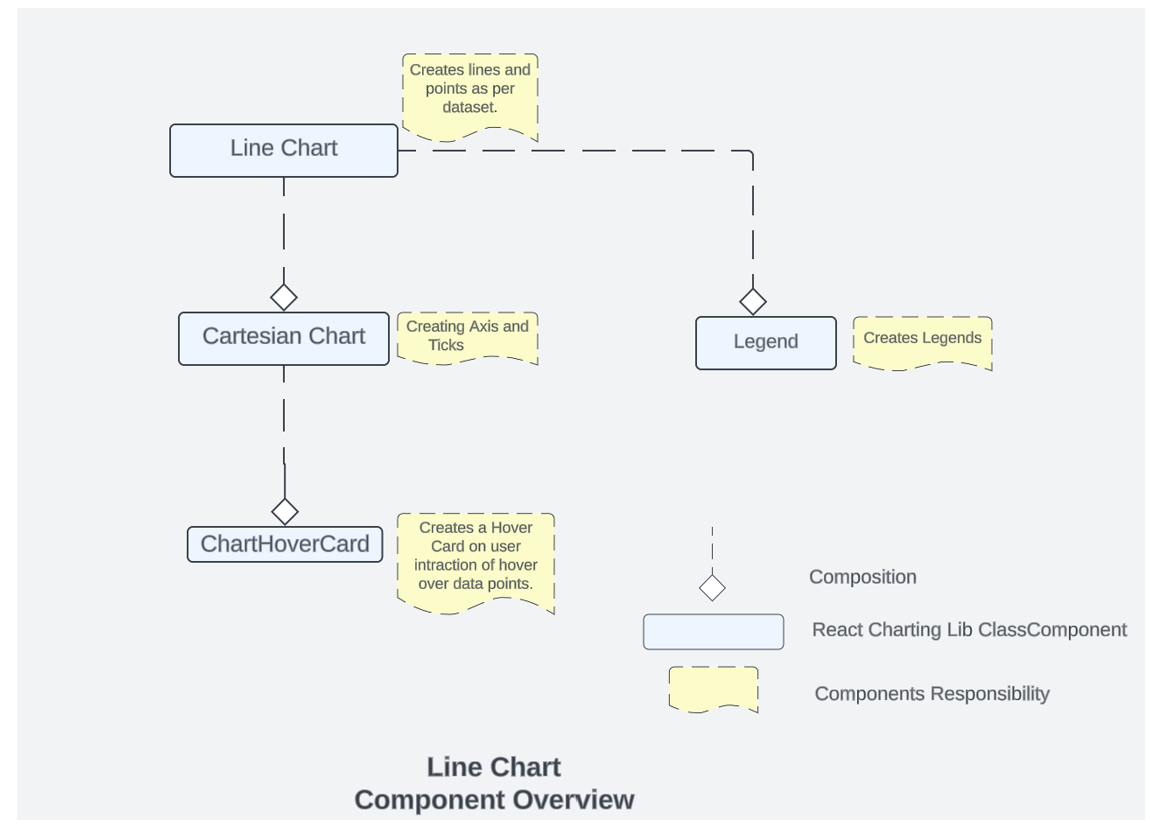 Creates lines and
points as per
dataset.
Line Chart
Cartesian Chart
Creating Axis and
Ticks
Legend
Creates Legends
ChartHoverCard
Creates a Hover
Card on user
intraction of hover
over data points.
Composition
React Charting Lib ClassComponent
Components Responsibility
Line Chart
Component Overview